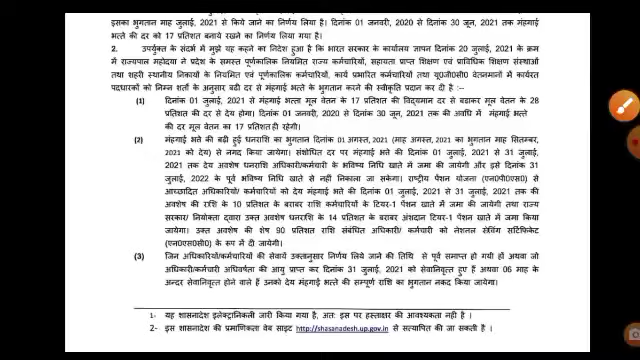 इसका भुगतान माह जुलाई, 2021 से किये जाने का निर्णय लिया है। दिनांक 01 जनवरी, 2020 से दिनांक 30 जून, 2021 तक मंहगाई
भत्ते की दर को 17 प्रतिशत बनाये रखने का निर्णय लिया गया है।
2. उपर्युक्त के संदर्भ में मुझे यह कहने का निदेश हुआ है कि भारत सरकार के कार्यालय ज्ञापन दिनांक 20 जुलाई, 2021 के क्रम
में राज्यपाल महोदया ने प्रदेश के समस्त पूर्णकालिक नियमित राज्य कर्मचारियों, सहायता प्राप्त शिक्षण एवं प्राविधिक शिक्षण संस्थाओं
तथा शहरी स्थानीय निकायों के नियमित एवं पूर्णकालिक कर्मचारियों, कार्य प्रभारित कर्मचारियों तथा यू0जी0सी0 वेतनमानों में कार्यरत
पदधारकों को निम्न शर्तों के अनुसार बढी दर से मंहगाई भत्ते के भुगतान करने की स्वीकृति प्रदान कर दी है :--
(1) दिनांक 01 जुलाई, 2021 से मंहगाई भत्ता मूल वेतन के 17 प्रतिशत की विद्यमान दर से बढाकर मूल वेतन के 28
प्रतिशत की दर से देय होगा। दिनांक 01 जनवरी, 2020 से दिनांक 30 जून, 2021 तक की अवधि में मंहगाई भत्ते
की दर मूल वेतन का 17 प्रतिशत ही रहेगी।
(2) मंहगाई भत्ते की बढी हुई धनराशि का भुगतान दिनांक 01 अगस्त, 2021 (माह अगस्त, 2021 का भुगतान माह सितम्बर,
2021 को देय) से नगद किया जायेगा। संशोधित दर पर मंहगाई भत्ते की दिनांक 01 जुलाई, 2021 से 31 जुलाई,
2021 तक देय अवशेष धनराशि अधिकारी/कर्मचारी के भविष्य निधि खाते में जमा की जायेगी और इसे दिनांक 31
जुलाई, 2022 के पूर्व भविष्य निधि खाते से नहीं निकाला जा सकेगा। राष्ट्रीय पेंशन योजना (एन0पी0एस0) से
आच्छादित अधिकारियों/ कर्मचारियों को देय मंहगाई भत्ते की दिनांक 01 जुलाई, 2021 से 31 जुलाई, 2021 तक की
अवशेष की राशि के 10 प्रतिशत के बराबर राशि कर्मचारियों के टियर-1 पेंशन खाते में जमा की जायेगी तथा राज्य
सरकार/ नियोक्ता द्वारा उक्त अवशेष धनराशि के 14 प्रतिशत के बराबर अंशदान टियर-1 पेंशन खाते में जमा किया
जायेगा। उक्त अवशेष की शेष 90 प्रतिशत राशि संबंधित अधिकारी/ कर्मचारी को नेशनल सेविंग सर्टिफिकेट
(एन0एस0सी0) के रूप में दी जायेगी।
(3) जिन अधिकारियों/कर्मचारियों की सेवायें उक्तानुसार निर्णय लिये जाने की तिथि से पूर्व समाप्त हो गयी हों अथवा जो
अधिकारी/कर्मचारी अधिवर्षता की आयु प्राप्त कर दिनांक 31 जुलाई, 2021 को सेवानिवृत्त हुए हैं अथवा 06 माह के
अन्दर सेवानिवृत्त होने वाले हैं उनको देय मंहगाई भत्ते की सम्पूर्ण राशि का भुगतान नकद किया जायेगा।
1- यह शासनादेश इलेक्ट्रानिकली जारी किया गया है, अतः इस पर हस्ताक्षर की आवश्यकता नही है ।
2- इस शासनादेश की प्रमाणिकता वेब साइट http://shasanadesh.up.gov.in से सत्यापित की जा सकती है ।